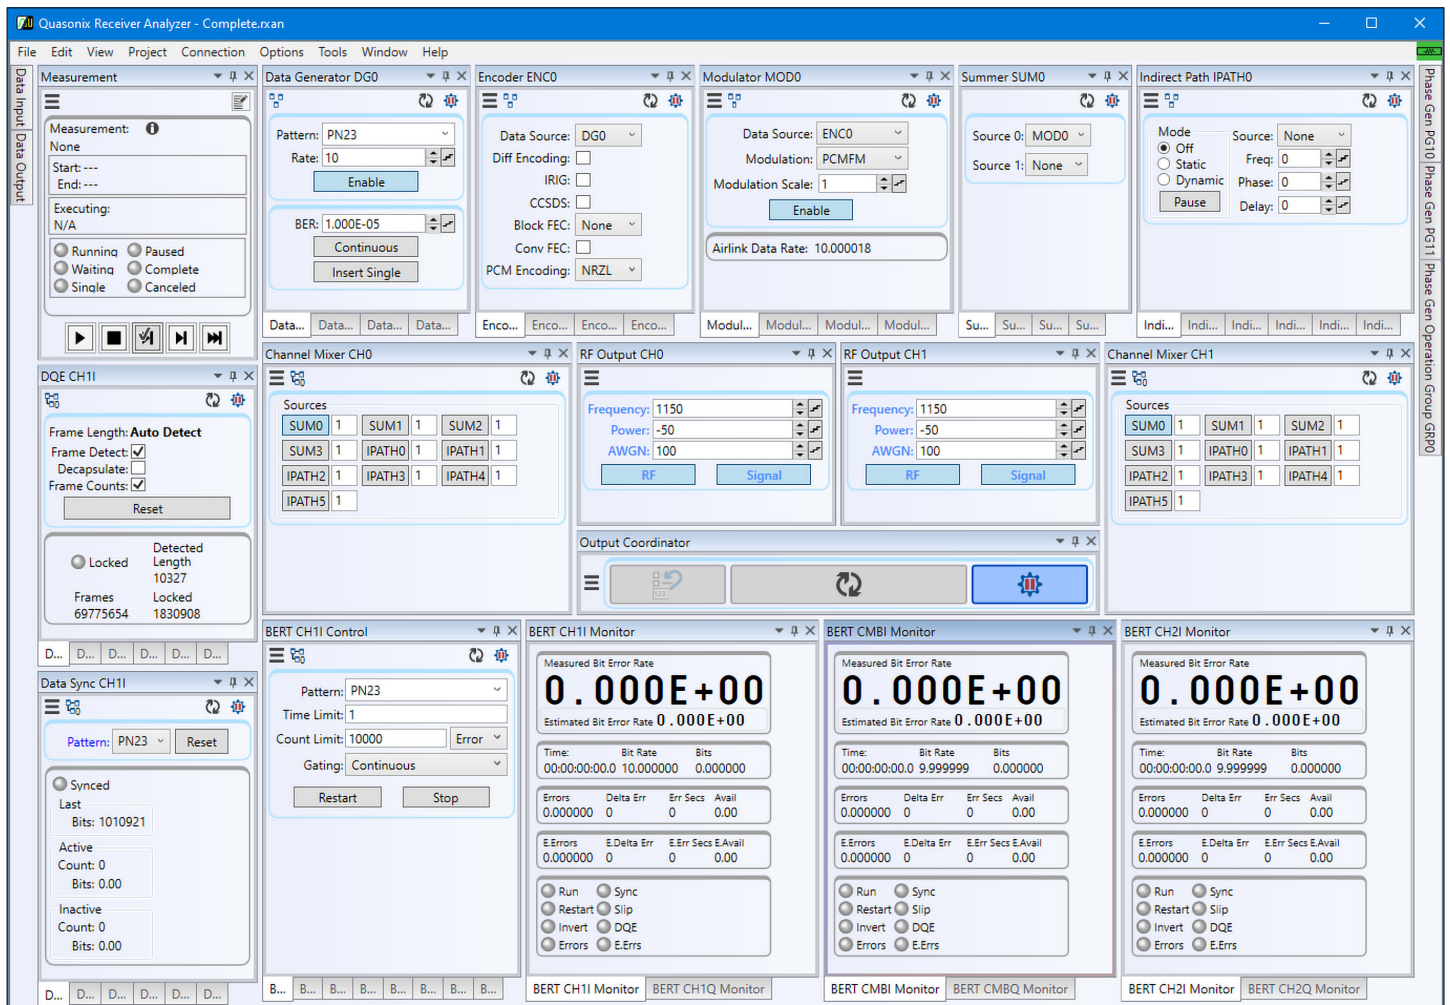 Quasonix Receiver Analyzer - Complete.rxan
File Edit View Project Connection Options Tools Window Help
Data Input
Data Output
Measurement
Measurement:
None
Start: ---
End: ---
Executing:
N/A
Running Paused
Waiting Complete
Single Canceled
Data Generator DG0
Pattern: PN23
Rate: 10
Enable
BER: 1.000E-05
Continuous
Insert Single
Data... Data... Data... Data...
Encoder ENC0
Data Source: DG0
Diff Encoding:
IRIG:
CCSDS:
Block FEC: None
Conv FEC:
PCM Encoding: NRZL
Enco... Enco... Enco... Enco...
Modulator MOD0
Data Source: ENC0
Modulation: PCMFM
Modulation Scale: 1
Enable
Airlink Data Rate: 10.000018
Modul... Modul... Modul... Modul...
Summer SUM0
Source 0: MOD0
Source 1: None
Su... Su... Su... Su...
Indirect Path IPATH0
Mode
Off
Static
Dynamic
Pause
Source: None
Freq: 0
Phase: 0
Delay: 0
Indi... Indi... Indi... Indi... Indi... Indi...
Phase Gen PG10
Phase Gen PG11
Phase Gen Operation Group GRP0
DQE CH1I
Frame Length: Auto Detect
Frame Detect:
Decapsulate:
Frame Counts:
Reset
Locked
Detected
Length
10327
Frames Locked
69775654 1830908
D... D... D... D... D... D...
Channel Mixer CH0
Sources
SUM0 1 SUM1 1 SUM2 1
SUM3 1 IPATH0 1 IPATH1 1
IPATH2 1 IPATH3 1 IPATH4 1
IPATH5 1
RF Output CH0
Frequency: 1150
Power: -50
AWGN: 100
RF Signal
RF Output CH1
Frequency: 1150
Power: -50
AWGN: 100
RF Signal
Channel Mixer CH1
Sources
SUM0 1 SUM1 1 SUM2 1
SUM3 1 IPATH0 1 IPATH1 1
IPATH2 1 IPATH3 1 IPATH4 1
IPATH5 1
Output Coordinator
123
Data Sync CH1I
Pattern: PN23 Reset
Synced
Last
Bits: 1010921
Active
Count: 0
Bits: 0.00
Inactive
Count: 0
Bits: 0.00
D... D... D... D... D... D...
BERT CH1I Control
Pattern: PN23
Time Limit: 1
Count Limit: 10000 Error
Gating: Continuous
Restart Stop
B... B... B... B... B... B... B... B...
BERT CH1I Monitor
Measured Bit Error Rate
0.000E+00
Estimated Bit Error Rate 0.000E+00
Time: Bit Rate Bits
00:00:00:00.0 10.000000 0.000000
Errors Delta Err Err Secs Avail
0.000000 0 0 0.00
E.Errors E.Delta Err E.Err Secs E.Avail
0.000000 0 0 0.00
Run Sync
Restart Slip
Invert DQE
Errors E.Errs
BERT CH1I Monitor BERT CH1Q Monitor
BERT CMBI Monitor
Measured Bit Error Rate
0.000E+00
Estimated Bit Error Rate 0.000E+00
Time: Bit Rate Bits
00:00:00:00.0 9.999999 0.000000
Errors Delta Err Err Secs Avail
0.000000 0 0 0.00
E.Errors E.Delta Err E.Err Secs E.Avail
0.000000 0 0 0.00
Run Sync
Restart Slip
Invert DQE
Errors E.Errs
BERT CMBI Monitor BERT CMBQ Monitor
BERT CH2I Monitor
Measured Bit Error Rate
0.000E+00
Estimated Bit Error Rate 0.000E+00
Time: Bit Rate Bits
00:00:00:00.0 9.999999 0.000000
Errors Delta Err Err Secs Avail
0.000000 0 0 0.00
E.Errors E.Delta Err E.Err Secs E.Avail
0.000000 0 0 0.00
Run Sync
Restart Slip
Invert DQE
Errors E.Errs
BERT CH2I Monitor BERT CH2Q Monitor